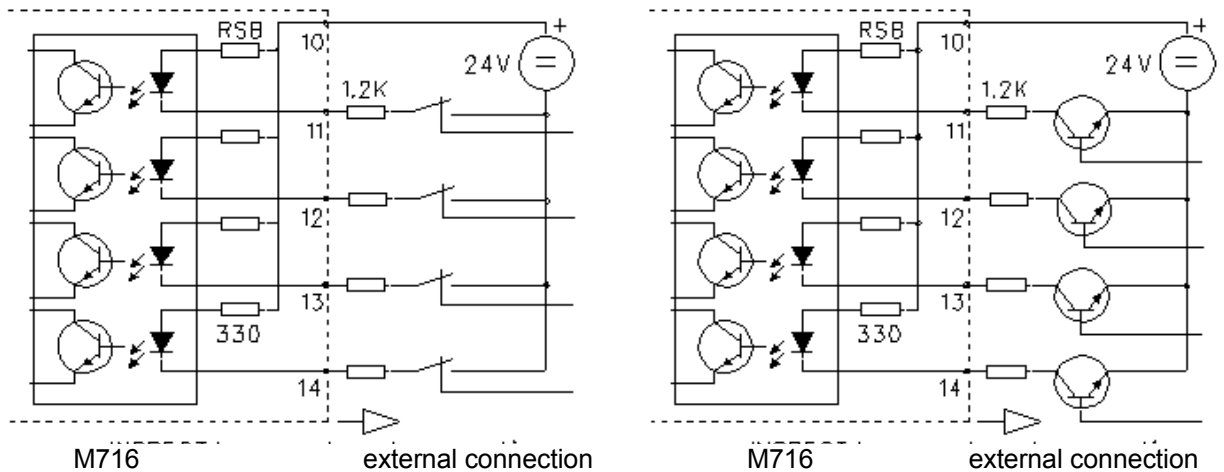 +
RSB
10
24V
1.2K
11
12
13
330
14
M716
external connection
+
RSB
10
24V
1.2K
11
12
13
330
14
M716
external connection